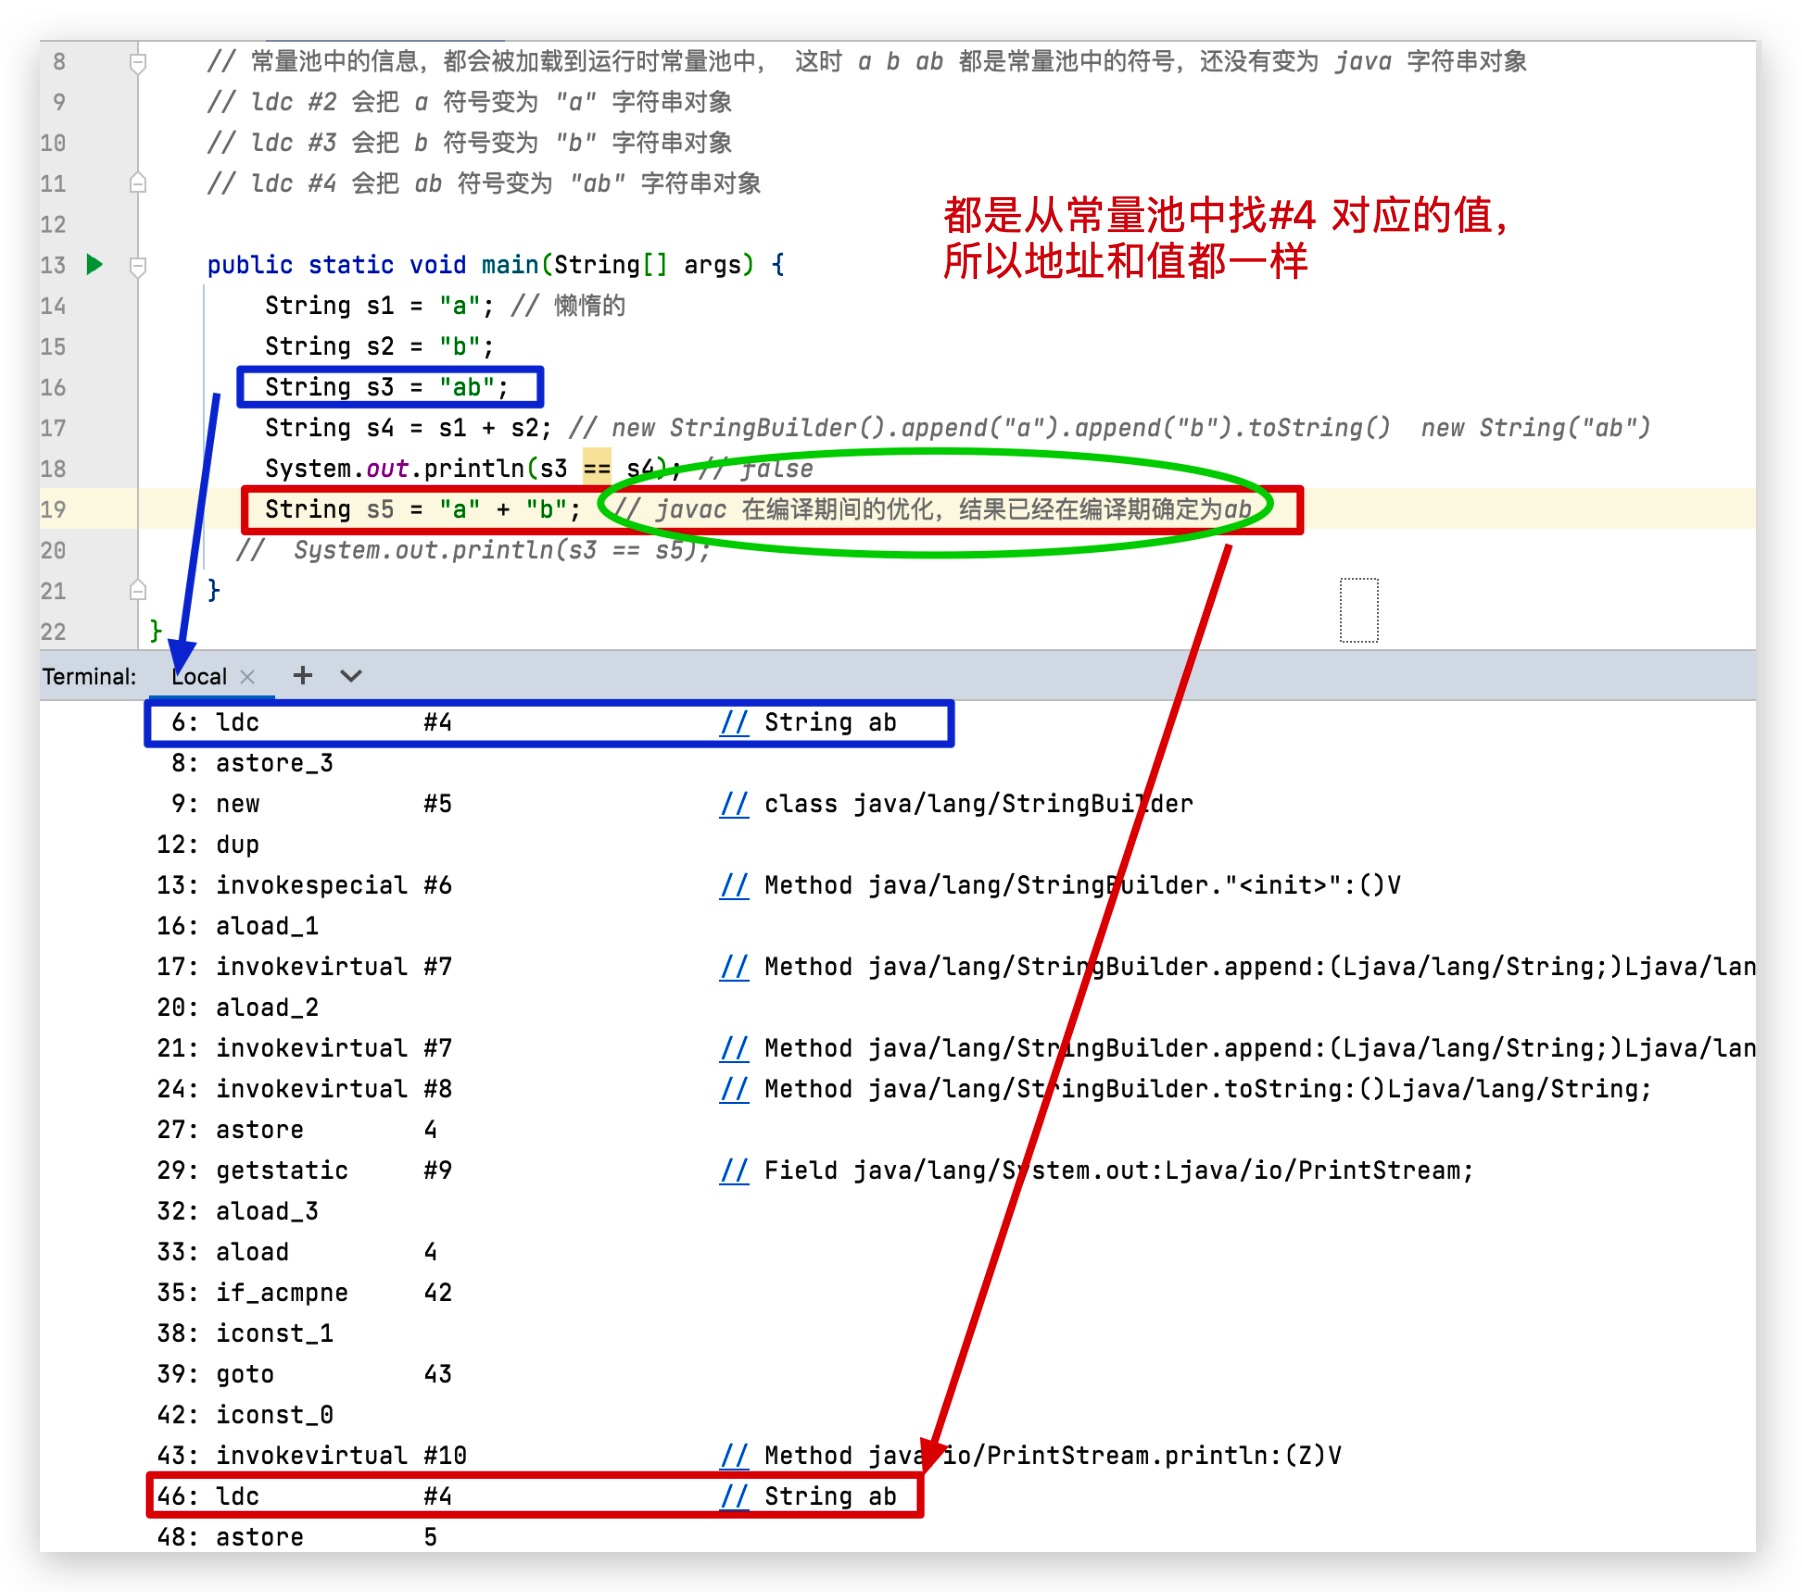 8 // 常量池中的信息，都会被加载到运行时常量池中， 这时 a b ab 都是常量池中的符号，还没有变为 java 字符串对象
9 // ldc #2 会把 a 符号变为 "a" 字符串对象
10 // ldc #3 会把 b 符号变为 "b" 字符串对象
11 // ldc #4 会把 ab 符号变为 "ab" 字符串对象
都是从常量池中找#4 对应的值，
12
所以地址和值都一样
13 public static void main(String[] args) {
14 String s1 = "a"; // 懒惰的
15 String s2 = "b";
16 String s3 = "ab";
17 String s4 = s1 + s2; // new StringBuilder().append("a").append("b").toString()  new String("ab")
18 System.out.println(s3 == s4); // false
19 String s5 = "a" + "b";  // javac 在编译期间的优化，结果已经在编译期确定为ab
20 //  System.out.println(s3 == s5);
21 }
22 }
Terminal: Local × +
6: ldc #4 // String ab
8: astore_3
9: new #5 // class java/lang/StringBuilder
12: dup
13: invokespecial #6 // Method java/lang/StringBuilder."<init>":()V
16: aload_1
17: invokevirtual #7 // Method java/lang/StringBuilder.append:(Ljava/lang/String;)Ljava/lan
20: aload_2
21: invokevirtual #7 // Method java/lang/StringBuilder.append:(Ljava/lang/String;)Ljava/lan
24: invokevirtual #8 // Method java/lang/StringBuilder.toString:()Ljava/lang/String;
27: astore 4
29: getstatic #9 // Field java/lang/System.out:Ljava/io/PrintStream;
32: aload_3
33: aload 4
35: if_acmpne 42
38: iconst_1
39: goto 43
42: iconst_0
43: invokevirtual #10 // Method java/io/PrintStream.println:(Z)V
46: ldc #4 // String ab
48: astore 5